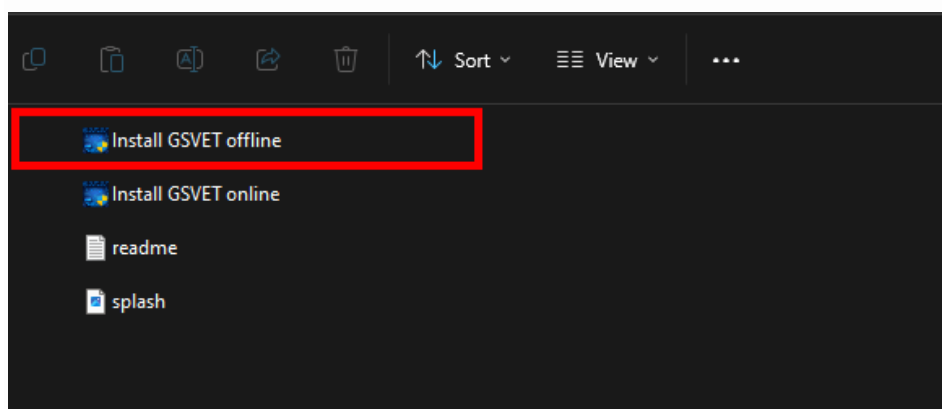 Sort
View
Install GSVET offline
Install GSVET online
readme
splash